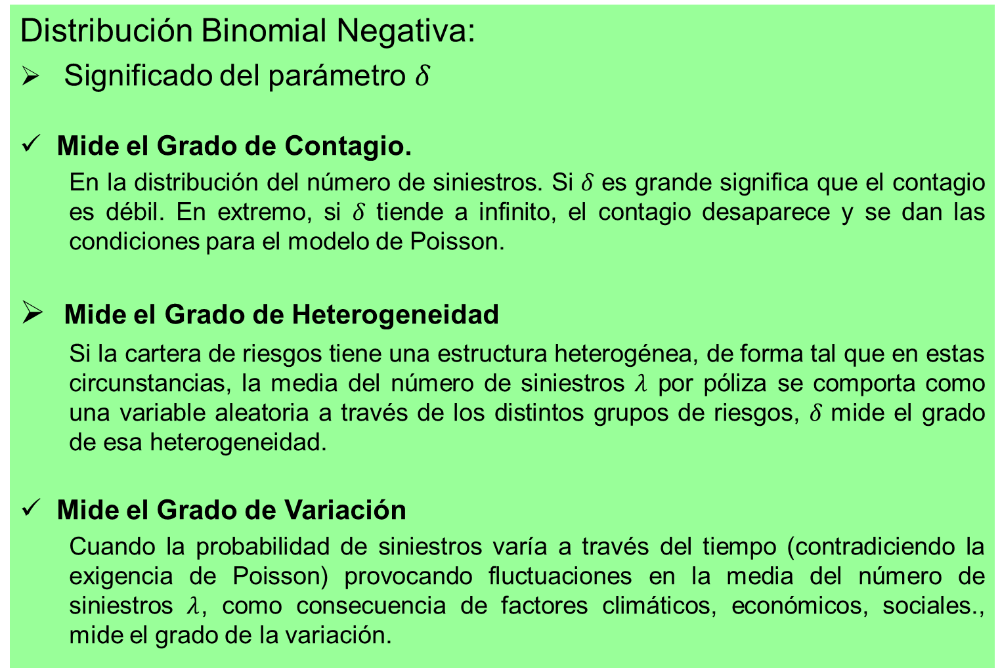 Distribución Binomial Negativa:
➢ Significado del parámetro δ
✓ Mide el Grado de Contagio.
En la distribución del número de siniestros. Si δ es grande significa que el contagio
es débil. En extremo, si δ tiende a infinito, el contagio desaparece y se dan las
condiciones para el modelo de Poisson.
➢ Mide el Grado de Heterogeneidad
Si la cartera de riesgos tiene una estructura heterogénea, de forma tal que en estas
circunstancias, la media del número de siniestros λ por póliza se comporta como
una variable aleatoria a través de los distintos grupos de riesgos, δ mide el grado
de esa heterogeneidad.
✓ Mide el Grado de Variación
Cuando la probabilidad de siniestros varía a través del tiempo (contradiciendo la
exigencia de Poisson) provocando fluctuaciones en la media del número de
siniestros λ, como consecuencia de factores climáticos, económicos, sociales.,
mide el grado de la variación.